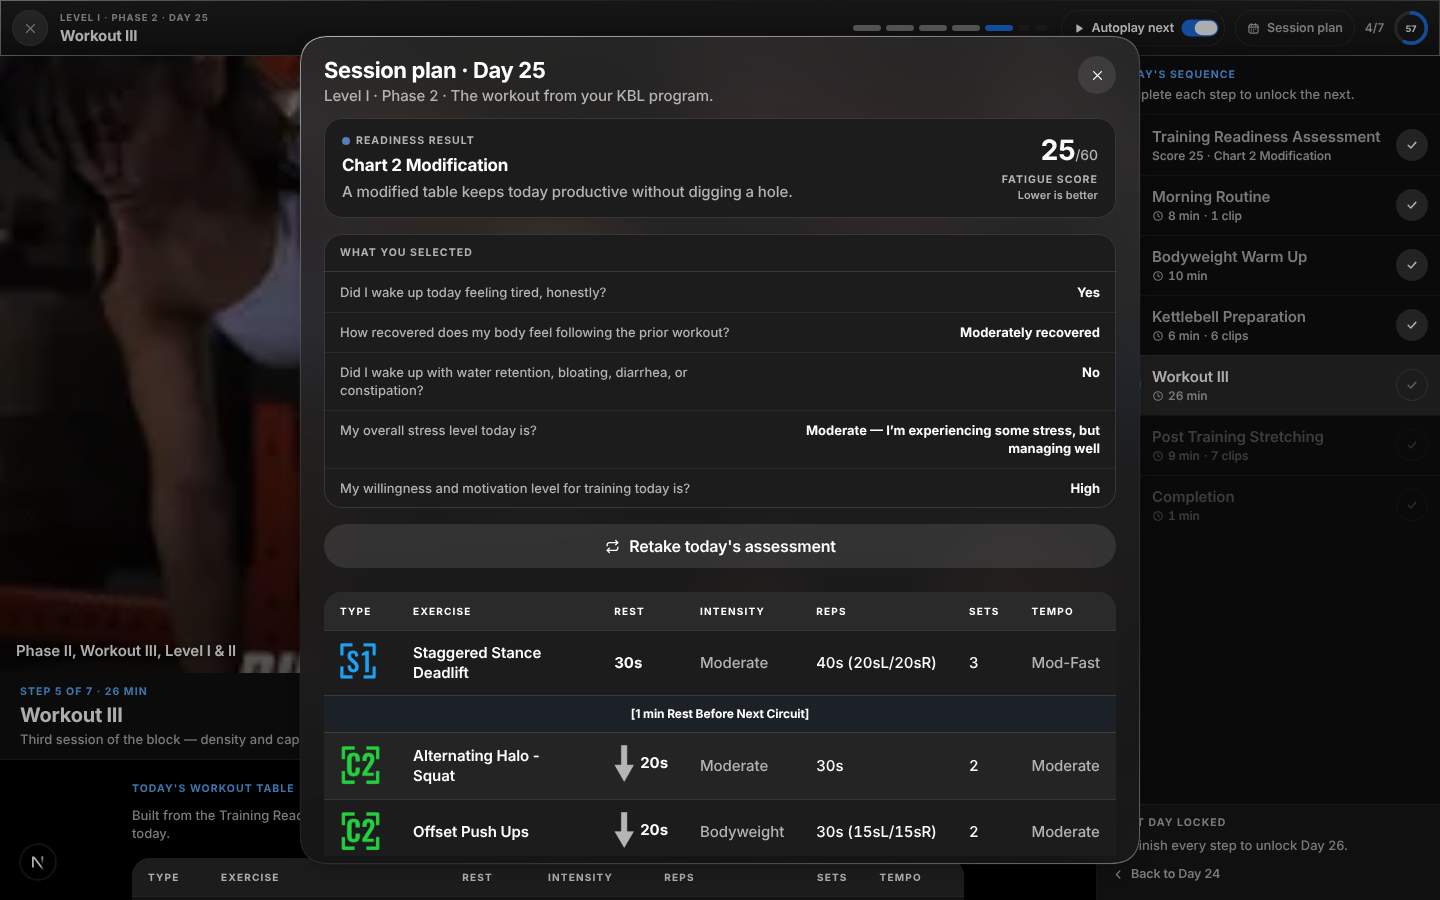 LEVEL I · PHASE 2 · DAY 25
Workout III
Autoplay next
Session plan
4/7
57
Session plan · Day 25
Level I · Phase 2 · The workout from your KBL program.
READINESS RESULT
Chart 2 Modification
A modified table keeps today productive without digging a hole.
25/60
FATIGUE SCORE
Lower is better
WHAT YOU SELECTED
Did I wake up today feeling tired, honestly?
Yes
How recovered does my body feel following the prior workout?
Moderately recovered
Did I wake up with water retention, bloating, diarrhea, or
constipation?
No
My overall stress level today is?
Moderate — I’m experiencing some stress, but
managing well
My willingness and motivation level for training today is?
High
Retake today's assessment
TYPE EXERCISE REST INTENSITY REPS SETS TEMPO
S1 Staggered Stance
Deadlift
30s Moderate 40s (20sL/20sR) 3 Mod-Fast
[1 min Rest Before Next Circuit]
C2 Alternating Halo -
Squat
20s Moderate 30s 2 Moderate
C2 Offset Push Ups 20s Bodyweight 30s (15sL/15sR) 2 Moderate
AY'S SEQUENCE
plete each step to unlock the next.
Training Readiness Assessment
Score 25 · Chart 2 Modification
Morning Routine
8 min · 1 clip
Bodyweight Warm Up
10 min
Kettlebell Preparation
6 min · 6 clips
Workout III
26 min
Post Training Stretching
9 min · 7 clips
Completion
1 min
T DAY LOCKED
inish every step to unlock Day 26.
Back to Day 24
Phase II, Workout III, Level I & II
STEP 5 OF 7 · 26 MIN
Workout III
Third session of the block — density and cap
TODAY'S WORKOUT TABLE
Built from the Training Read
today.
TYPE EXERCISE REST INTENSITY REPS SETS TEMPO
N